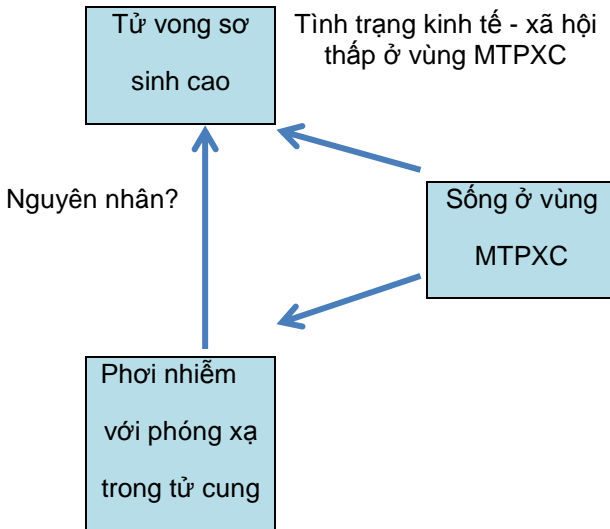 Tử vong sơ
sinh cao
Tình trạng kinh tế - xã hội
thấp ở vùng MTPXC
Nguyên nhân?
Sống ở vùng
MTPXC
Phơi nhiễm
với phóng xạ
trong tử cung